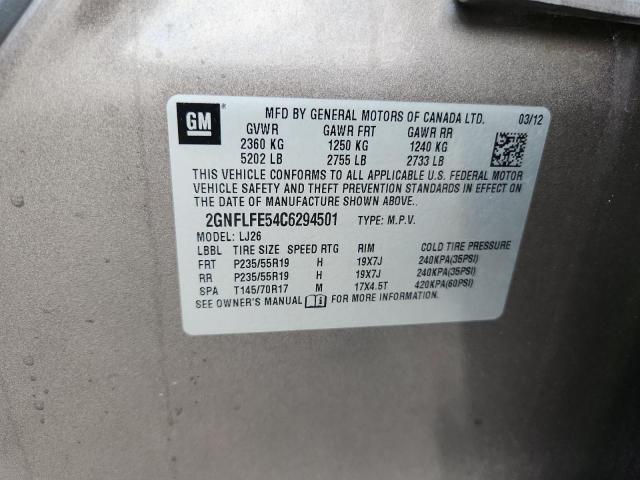 GM
MFD BY GENERAL MOTORS OF CANADA LTD. 03/12
GVWR GAWR FRT GAWR RR
2360 KG 1250 KG 1240 KG
5202 LB 2755 LB 2733 LB
THIS VEHICLE CONFORMS TO ALL APPLICABLE U.S. FEDERAL MOTOR
VEHICLE SAFETY AND THEFT PREVENTION STANDARDS IN EFFECT ON
THE DATE OF MANUFACTURE SHOWN ABOVE.
2GNFLFE54C6294501 TYPE: M.P.V.
MODEL: LJ26
LBBL TIRE SIZE SPEED RTG RIM COLD TIRE PRESSURE
FRT P235/55R19 H 19X7J 240KPA(35PSI)
RR P235/55R19 H 19X7J 240KPA(35PSI)
SPA T145/70R17 M 17X4.5T 420KPA(60PSI)
SEE OWNER'S MANUAL FOR MORE INFORMATION.